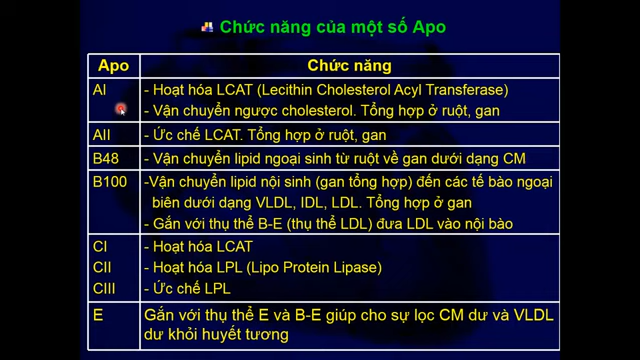 Chức năng của một số Apo
Apo Chức năng
AI - Hoạt hóa LCAT (Lecithin Cholesterol Acyl Transferase)
- Vận chuyển ngược cholesterol. Tổng hợp ở ruột, gan
AII - Ức chế LCAT. Tổng hợp ở ruột, gan
B48 - Vận chuyển lipid ngoại sinh từ ruột về gan dưới dạng CM
B100 -Vận chuyển lipid nội sinh (gan tổng hợp) đến các tế bào ngoại
biên dưới dạng VLDL, IDL, LDL. Tổng hợp ở gan
- Gắn với thụ thể B-E (thụ thể LDL) đưa LDL vào nội bào
CI - Hoạt hóa LCAT
CII - Hoạt hóa LPL (Lipo Protein Lipase)
CIII - Ức chế LPL
E Gắn với thụ thể E và B-E giúp cho sự lọc CM dư và VLDL
dư khỏi huyết tương